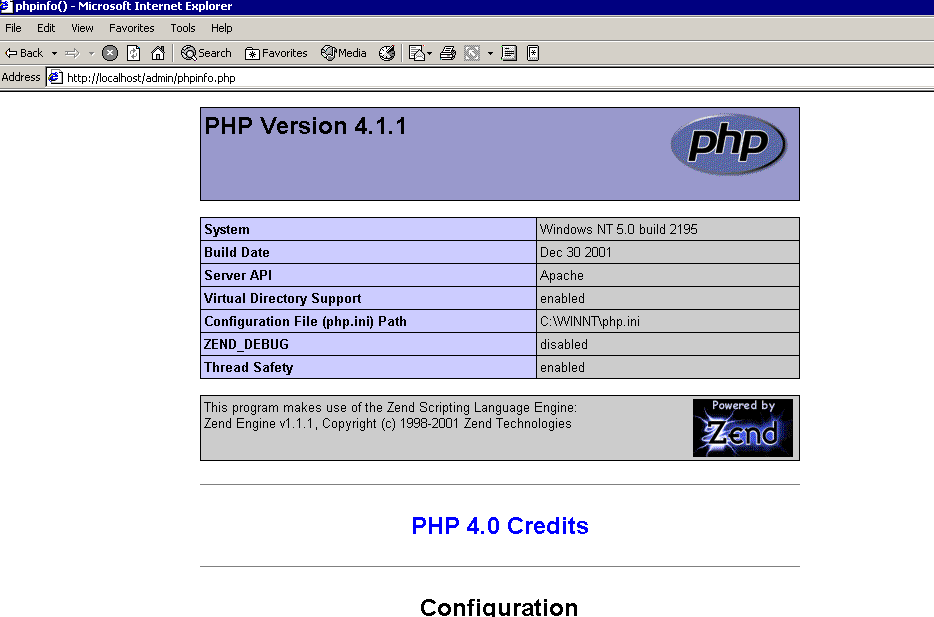 phpinfo() - Microsoft Internet Explorer
File Edit View Favorites Tools Help
Back Search Favorites Media
Address http://localhost/admin/phpinfo.php
PHP Version 4.1.1
php
System Windows NT 5.0 build 2195
Build Date Dec 30 2001
Server API Apache
Virtual Directory Support enabled
Configuration File (php.ini) Path C:\WINNT\php.ini
ZEND_DEBUG disabled
Thread Safety enabled
This program makes use of the Zend Scripting Language Engine:
Zend Engine v1.1.1, Copyright (c) 1998-2001 Zend Technologies
Powered by
Zend
PHP 4.0 Credits
Configuration